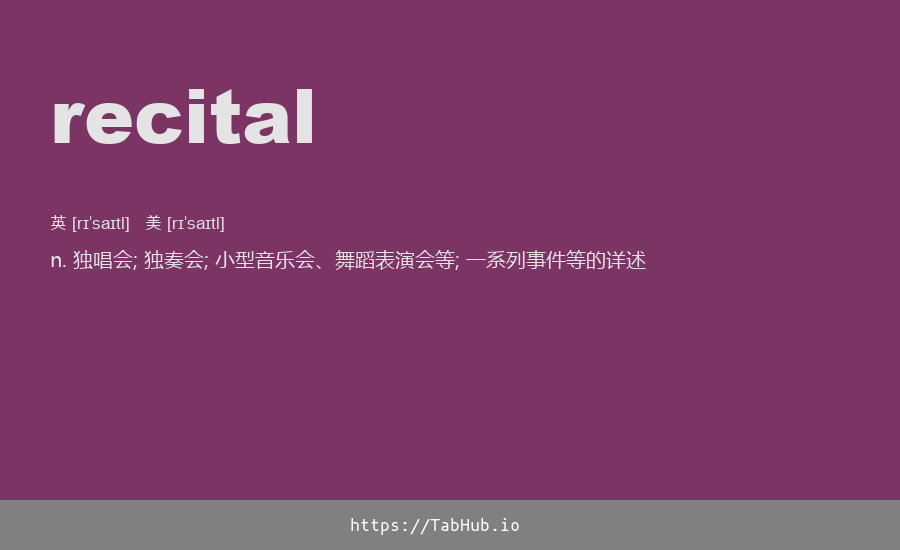 recital
英 [rɪˈsaɪtl] 美 [rɪˈsaɪtl]
n. 独唱会; 独奏会; 小型音乐会、舞蹈表演会等; 一系列事件等的详述
https://TabHub.io